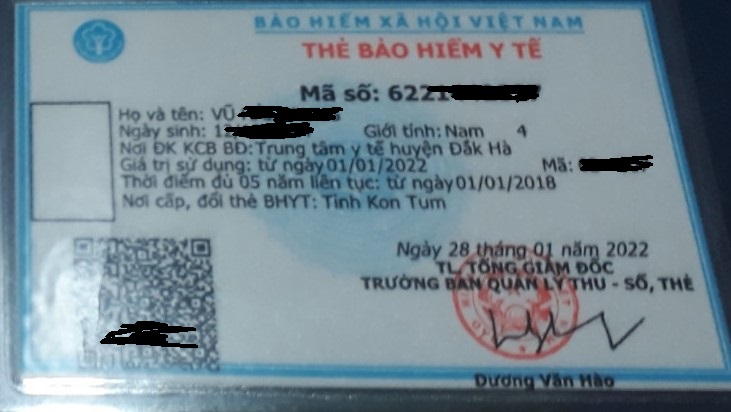 BẢO HIỂM XÃ HỘI VIỆT NAM
THẺ BẢO HIỂM Y TẾ
Mã số: 6221
Họ và tên: VŨ
Ngày sinh: 1 Giới tính: Nam 4
Nơi ĐK KCB BĐ: Trung tâm y tế huyện Đắk Hà
Giá trị sử dụng: từ ngày 01/01/2022 Mã:
Thời điểm đủ 05 năm liên tục: từ ngày 01/01/2018
Nơi cấp, đổi thẻ BHYT: Tỉnh Kon Tum
Ngày 28 tháng 01 năm 2022
TL. TỔNG GIÁM ĐỐC
TRƯỞNG BAN QUẢN LÝ THU - SỔ, THẺ
Dương Văn Hào